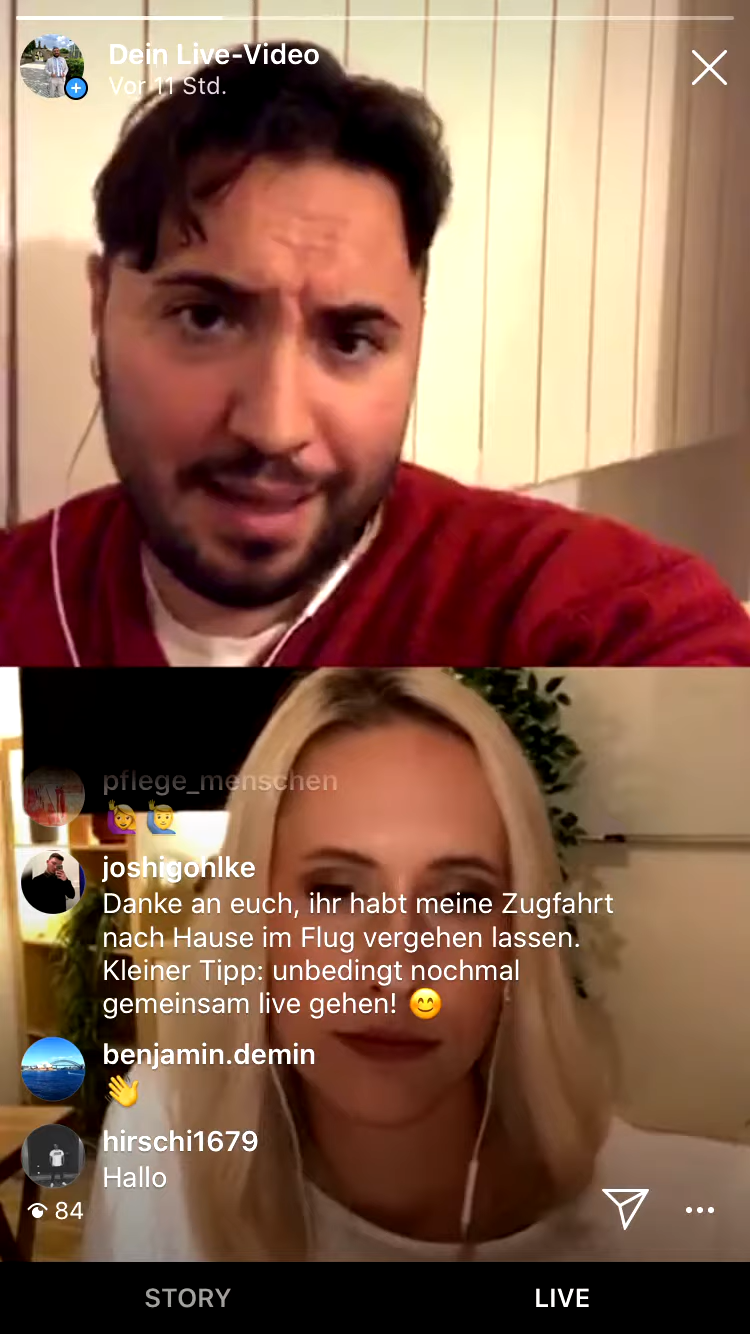 Dein Live-Video
Vor 11 Std.
pflege_menschen
🙋🙋‍♂️
joshigohlke
Danke an euch, ihr habt meine Zugfahrt
nach Hause im Flug vergehen lassen.
Kleiner Tipp: unbedingt nochmal
gemeinsam live gehen! 😊
benjamin.demin
👋
hirschi1679
Hallo
84
STORY
LIVE